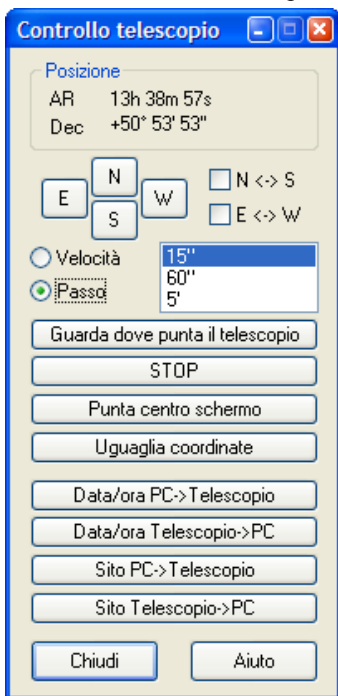 Controllo telescopio
Posizione
AR 13h 38m 57s
Dec +50° 53' 53"
N
E W
S
N <-> S
E <-> W
Velocità
Passo
15"
60"
5'
Guarda dove punta il telescopio
STOP
Punta centro schermo
Uguaglia coordinate
Data/ora PC->Telescopio
Data/ora Telescopio->PC
Sito PC->Telescopio
Sito Telescopio->PC
Chiudi Aiuto